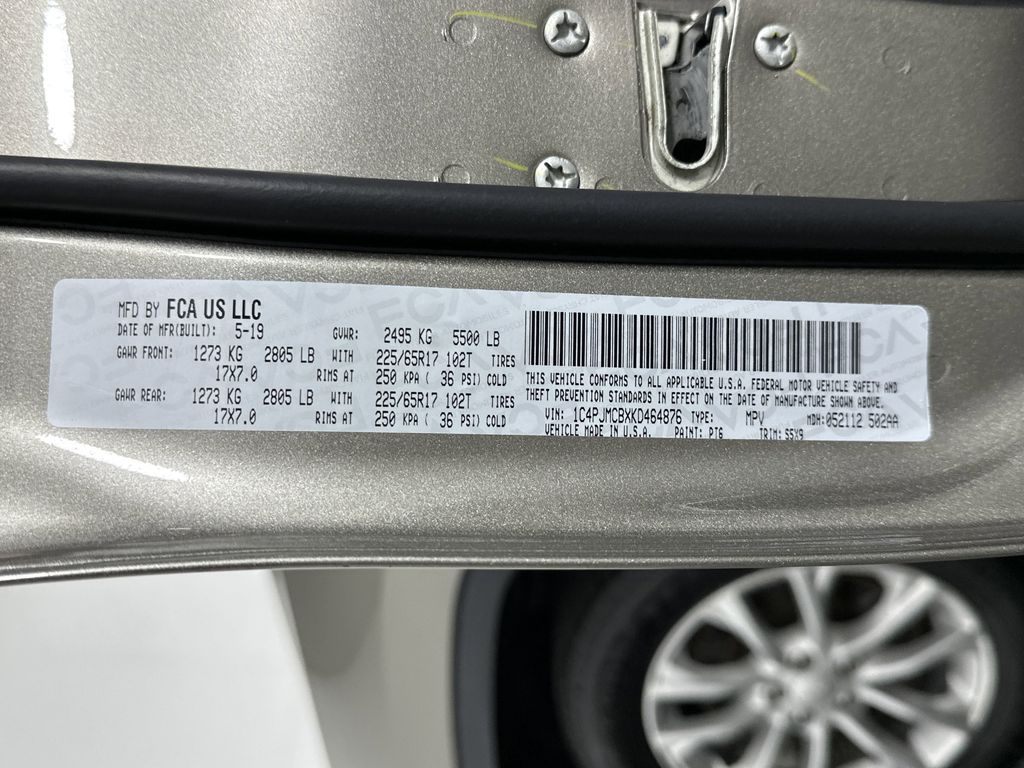 MFD BY FCA US LLC
DATE OF MFR(BUILT): 5-19 GVWR: 2495 KG 5500 LB
GAWR FRONT: 1273 KG 2805 LB WITH 225/65R17 102T TIRES
17X7.0 RIMS AT 250 KPA ( 36 PSI) COLD
GAWR REAR: 1273 KG 2805 LB WITH 225/65R17 102T TIRES
17X7.0 RIMS AT 250 KPA ( 36 PSI) COLD
THIS VEHICLE CONFORMS TO ALL APPLICABLE U.S.A. FEDERAL MOTOR VEHICLE SAFETY AND
THEFT PREVENTION STANDARDS IN EFFECT ON THE DATE OF MANUFACTURE SHOWN ABOVE.
VIN: 1C4PJMCBXKD464876 TYPE: MPV MDH:052112 502AA
VEHICLE MADE IN U.S.A. PAINT: PTG TRIM: S5X9